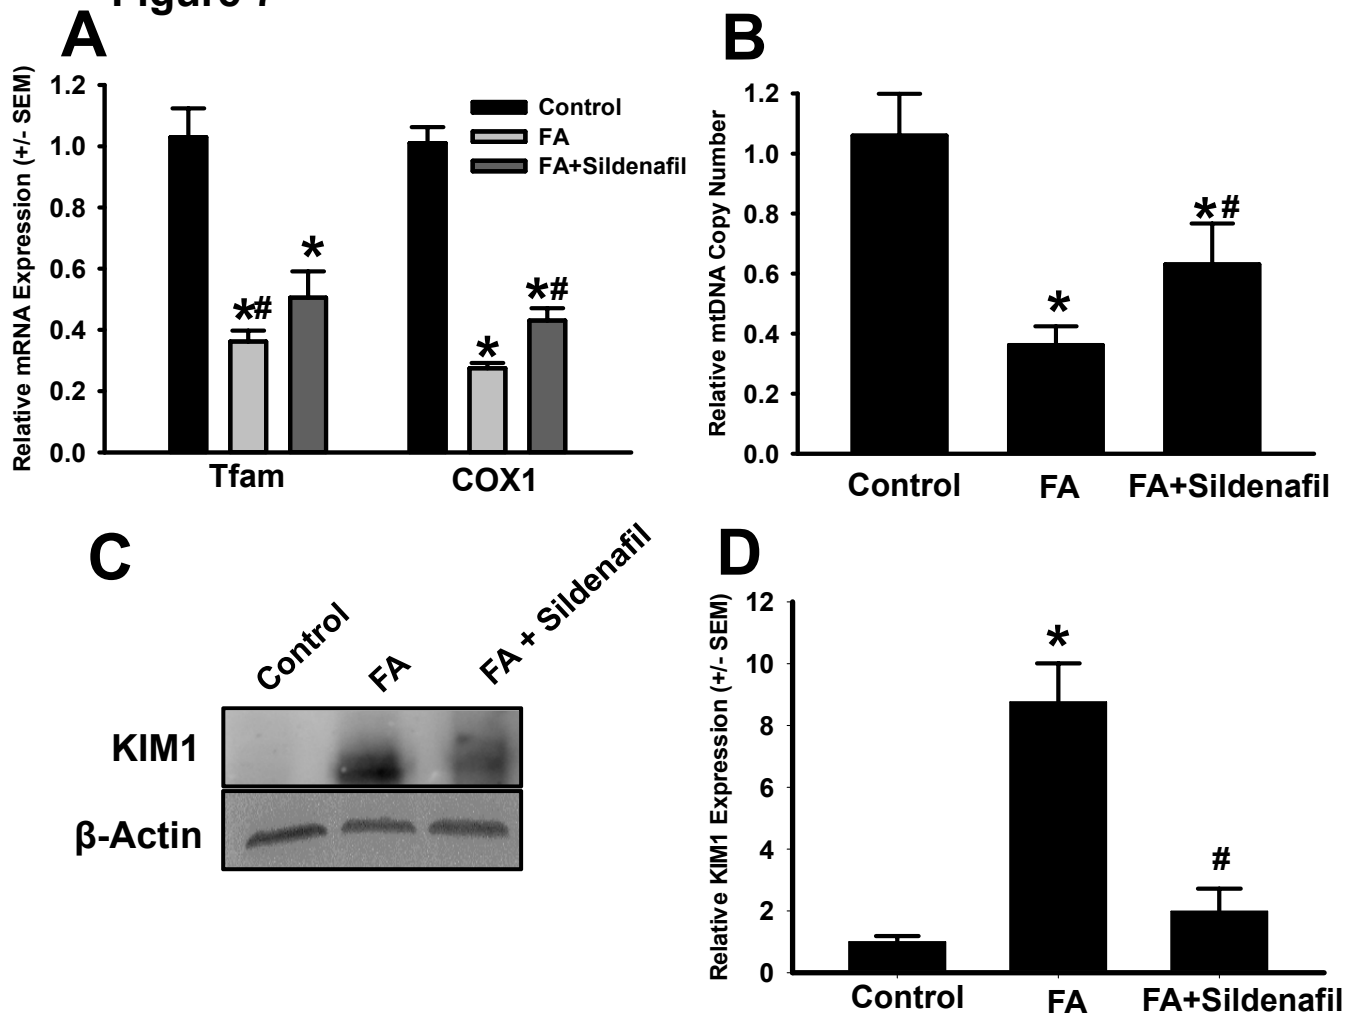 A
Relative mRNA Expression (+/- SEM)
1.2
1.0
0.8
0.6
0.4
0.2
0.0
Control
FA
FA+Sildenafil
*#
*
*
*#
Tfam
COX1
B
Relative mtDNA Copy Number
1.2
1.0
0.8
0.6
0.4
0.2
0.0
*
*#
Control
FA
FA+Sildenafil
C
Control
FA
FA + Sildenafil
KIM1
β-Actin
D
Relative KIM1 Expression (+/- SEM)
12
10
8
6
4
2
0
*
#
Control
FA
FA+Sildenafil